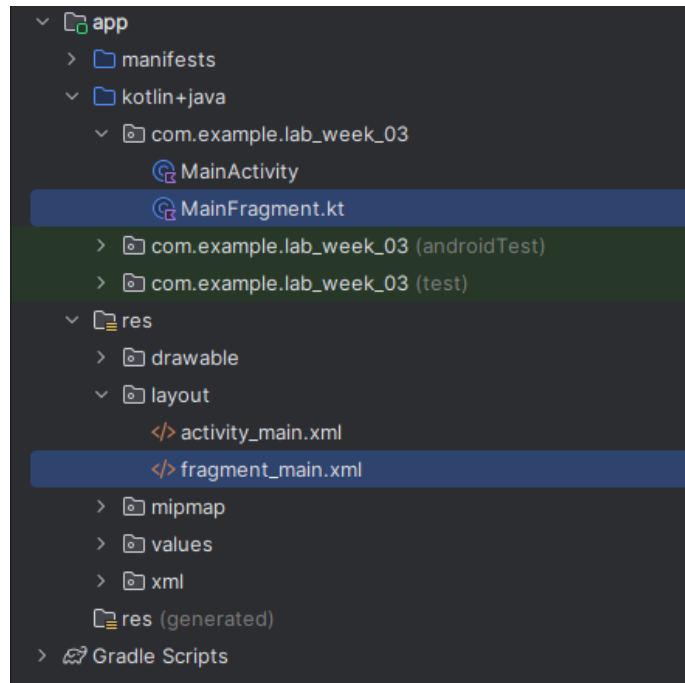 app
manifests
kotlin+java
com.example.lab_week_03
MainActivity
MainFragment.kt
com.example.lab_week_03 (androidTest)
com.example.lab_week_03 (test)
res
drawable
layout
</> activity_main.xml
</> fragment_main.xml
mipmap
values
xml
res (generated)
Gradle Scripts